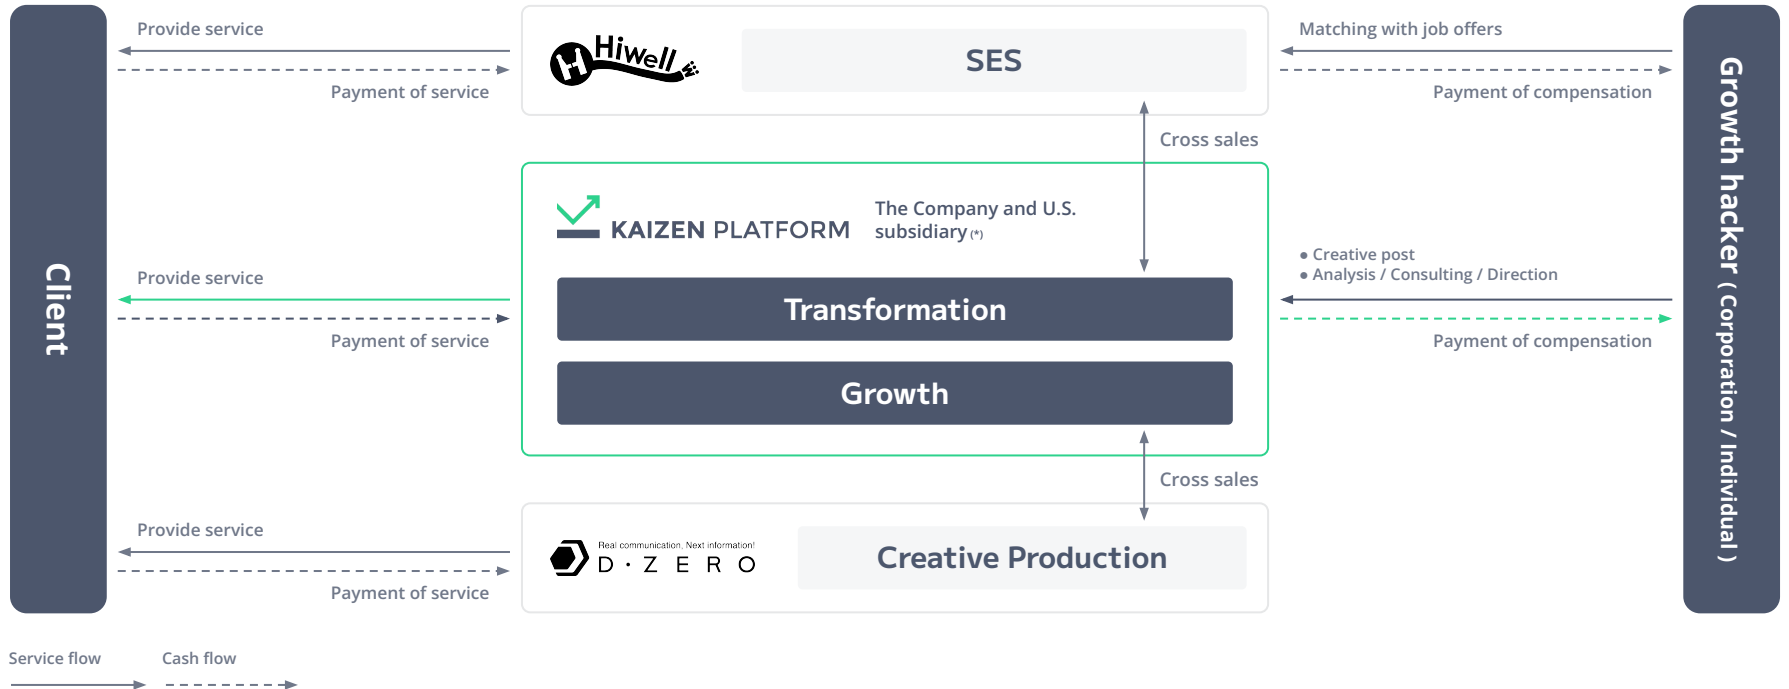 Client
Provide service
Payment of service
Hiwell
SES
Matching with job offers
Payment of compensation
Cross sales
KAIZEN PLATFORM
The Company and U.S.
subsidiary (*)
Transformation
Growth
Provide service
Payment of service
● Creative post
● Analysis / Consulting / Direction
Payment of compensation
Cross sales
Provide service
Payment of service
Real communication, Next information!
D・ZERO
Creative Production
Growth hacker ( Corporation / Individual )
Service flow
Cash flow